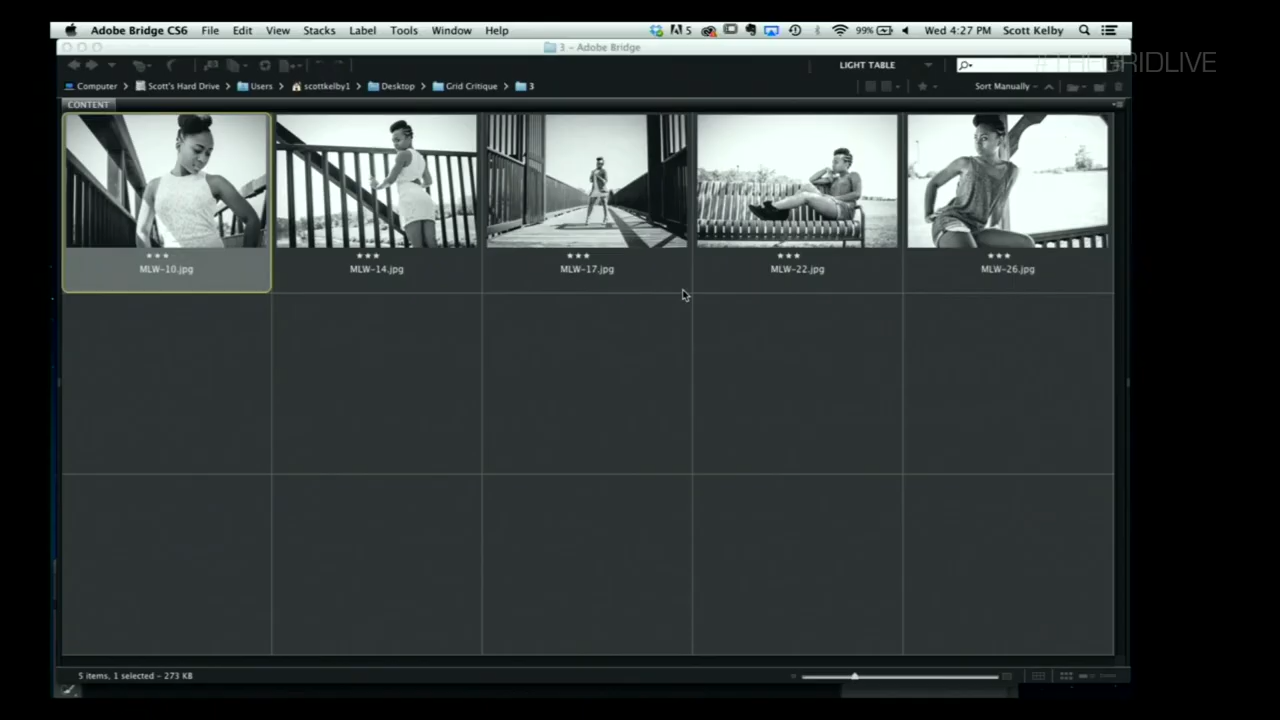 Adobe Bridge CS6 File Edit View Stacks Label Tools Window Help 5 99% Wed 4:27 PM Scott Kelby
3 – Adobe Bridge
LIGHT TABLE
#THEGRIDLIVE
Computer Scott's Hard Drive Users scottkelby1 Desktop Grid Critique 3 Sort Manually
CONTENT
MLW-10.jpg MLW-14.jpg MLW-17.jpg MLW-22.jpg MLW-26.jpg
5 items, 1 selected – 273 KB